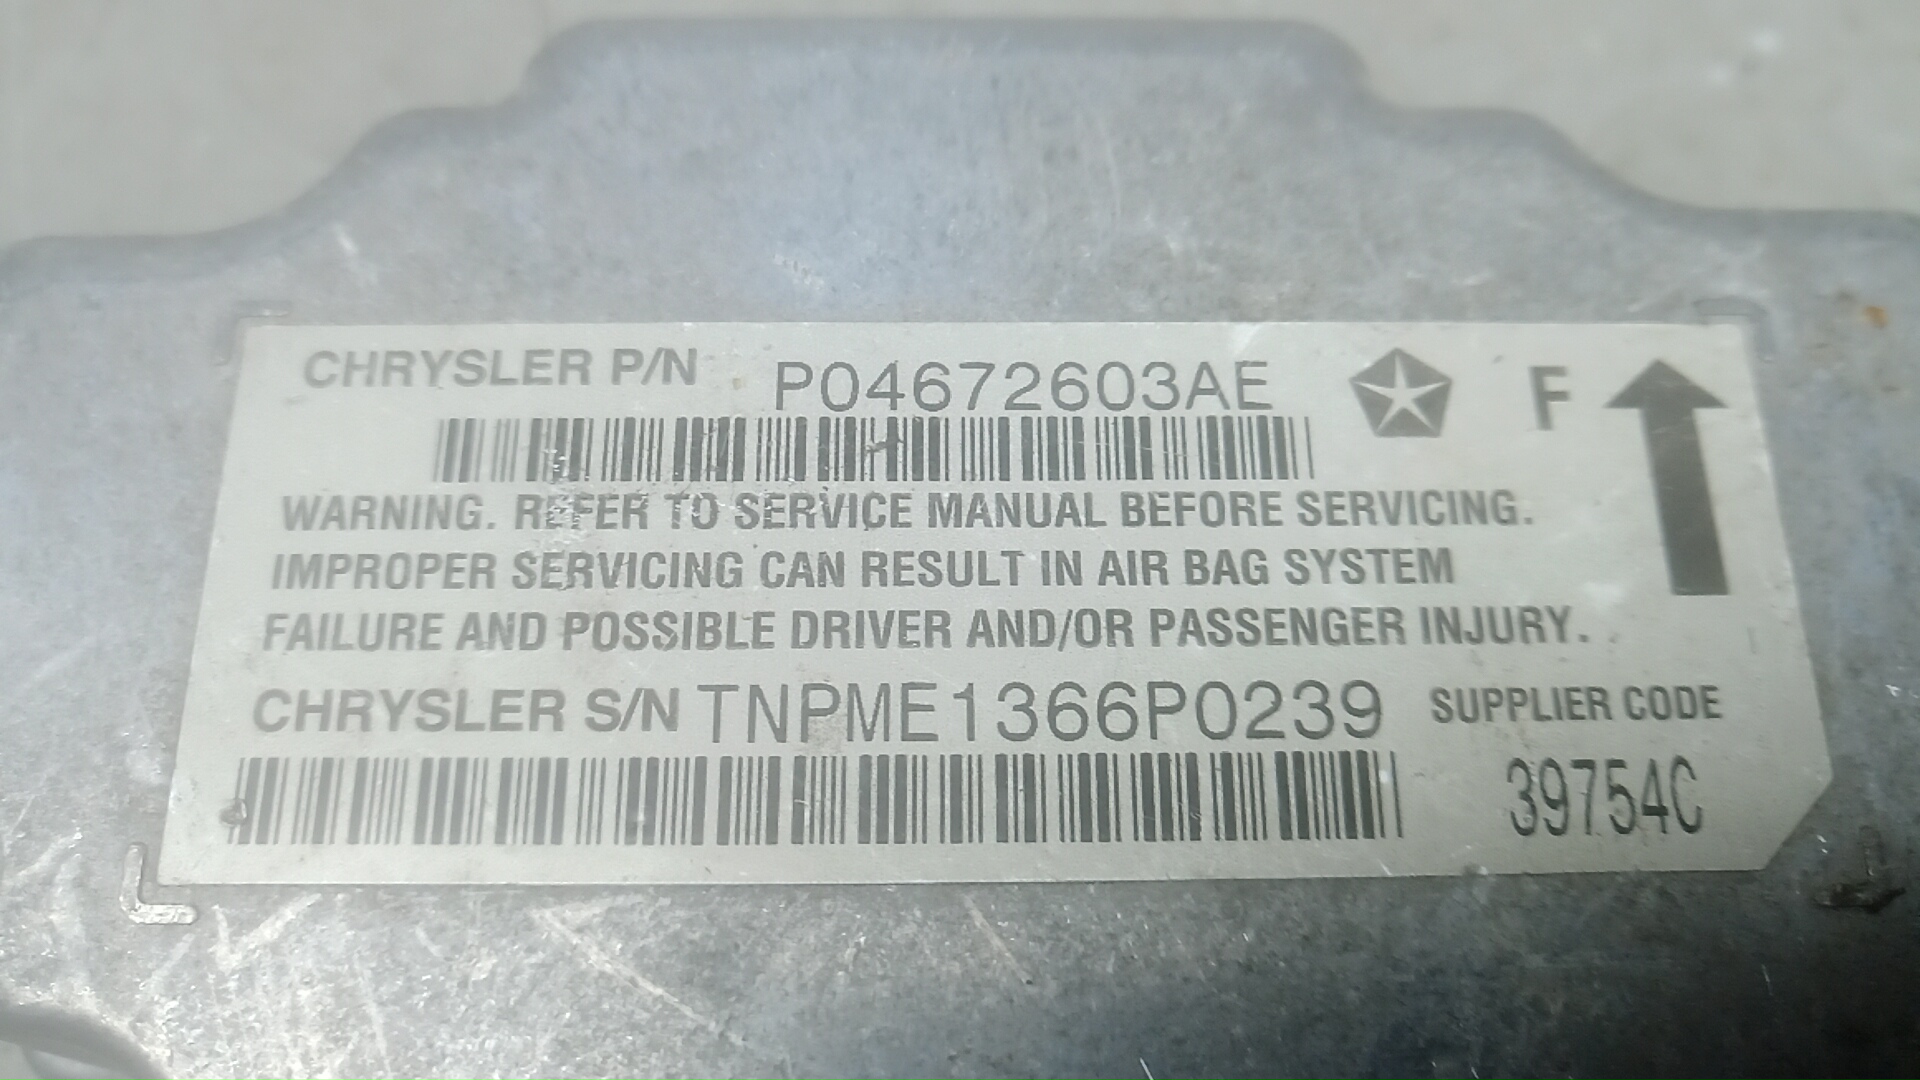 CHRYSLER P/N P04672603AE F
WARNING. REFER TO SERVICE MANUAL BEFORE SERVICING.
IMPROPER SERVICING CAN RESULT IN AIR BAG SYSTEM
FAILURE AND POSSIBLE DRIVER AND/OR PASSENGER INJURY.
CHRYSLER S/N TNPME1366P0239 SUPPLIER CODE
39754C